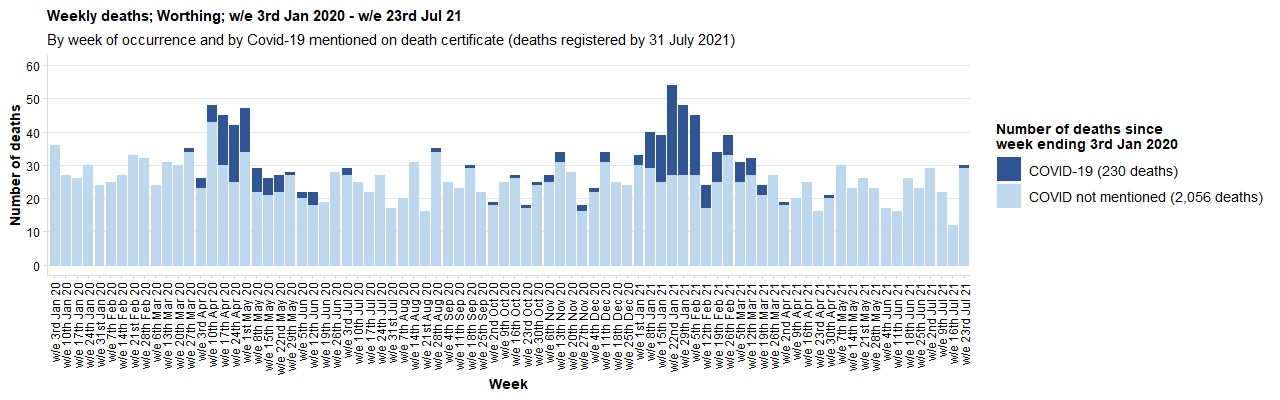 Weekly deaths; Worthing; w/e 3rd Jan 2020 - w/e 23rd Jul 21
By week of occurrence and by Covid-19 mentioned on death certificate (deaths registered by 31 July 2021)
Number of deaths
60
50
40
30
20
10
0
w/e 3rd Jan 20
w/e 10th Jan 20
w/e 17th Jan 20
w/e 24th Jan 20
w/e 31st Jan 20
w/e 7th Feb 20
w/e 14th Feb 20
w/e 21st Feb 20
w/e 28th Feb 20
w/e 6th Mar 20
w/e 13th Mar 20
w/e 20th Mar 20
w/e 27th Mar 20
w/e 3rd Apr 20
w/e 10th Apr 20
w/e 17th Apr 20
w/e 24th Apr 20
w/e 1st May 20
w/e 8th May 20
w/e 15th May 20
w/e 22nd May 20
w/e 29th May 20
w/e 5th Jun 20
w/e 12th Jun 20
w/e 19th Jun 20
w/e 26th Jun 20
w/e 3rd Jul 20
w/e 10th Jul 20
w/e 17th Jul 20
w/e 24th Jul 20
w/e 31st Jul 20
w/e 7th Aug 20
w/e 14th Aug 20
w/e 21st Aug 20
w/e 28th Aug 20
w/e 4th Sep 20
w/e 11th Sep 20
w/e 18th Sep 20
w/e 25th Sep 20
w/e 2nd Oct 20
w/e 9th Oct 20
w/e 16th Oct 20
w/e 23rd Oct 20
w/e 30th Oct 20
w/e 6th Nov 20
w/e 13th Nov 20
w/e 20th Nov 20
w/e 27th Nov 20
w/e 4th Dec 20
w/e 11th Dec 20
w/e 18th Dec 20
w/e 25th Dec 20
w/e 1st Jan 21
w/e 8th Jan 21
w/e 15th Jan 21
w/e 22nd Jan 21
w/e 29th Jan 21
w/e 5th Feb 21
w/e 12th Feb 21
w/e 19th Feb 21
w/e 26th Feb 21
w/e 5th Mar 21
w/e 12th Mar 21
w/e 19th Mar 21
w/e 26th Mar 21
w/e 2nd Apr 21
w/e 9th Apr 21
w/e 16th Apr 21
w/e 23rd Apr 21
w/e 30th Apr 21
w/e 7th May 21
w/e 14th May 21
w/e 21st May 21
w/e 28th May 21
w/e 4th Jun 21
w/e 11th Jun 21
w/e 18th Jun 21
w/e 25th Jun 21
w/e 2nd Jul 21
w/e 9th Jul 21
w/e 16th Jul 21
w/e 23rd Jul 21
Week
Number of deaths since
week ending 3rd Jan 2020
COVID-19 (230 deaths)
COVID not mentioned (2,056 deaths)